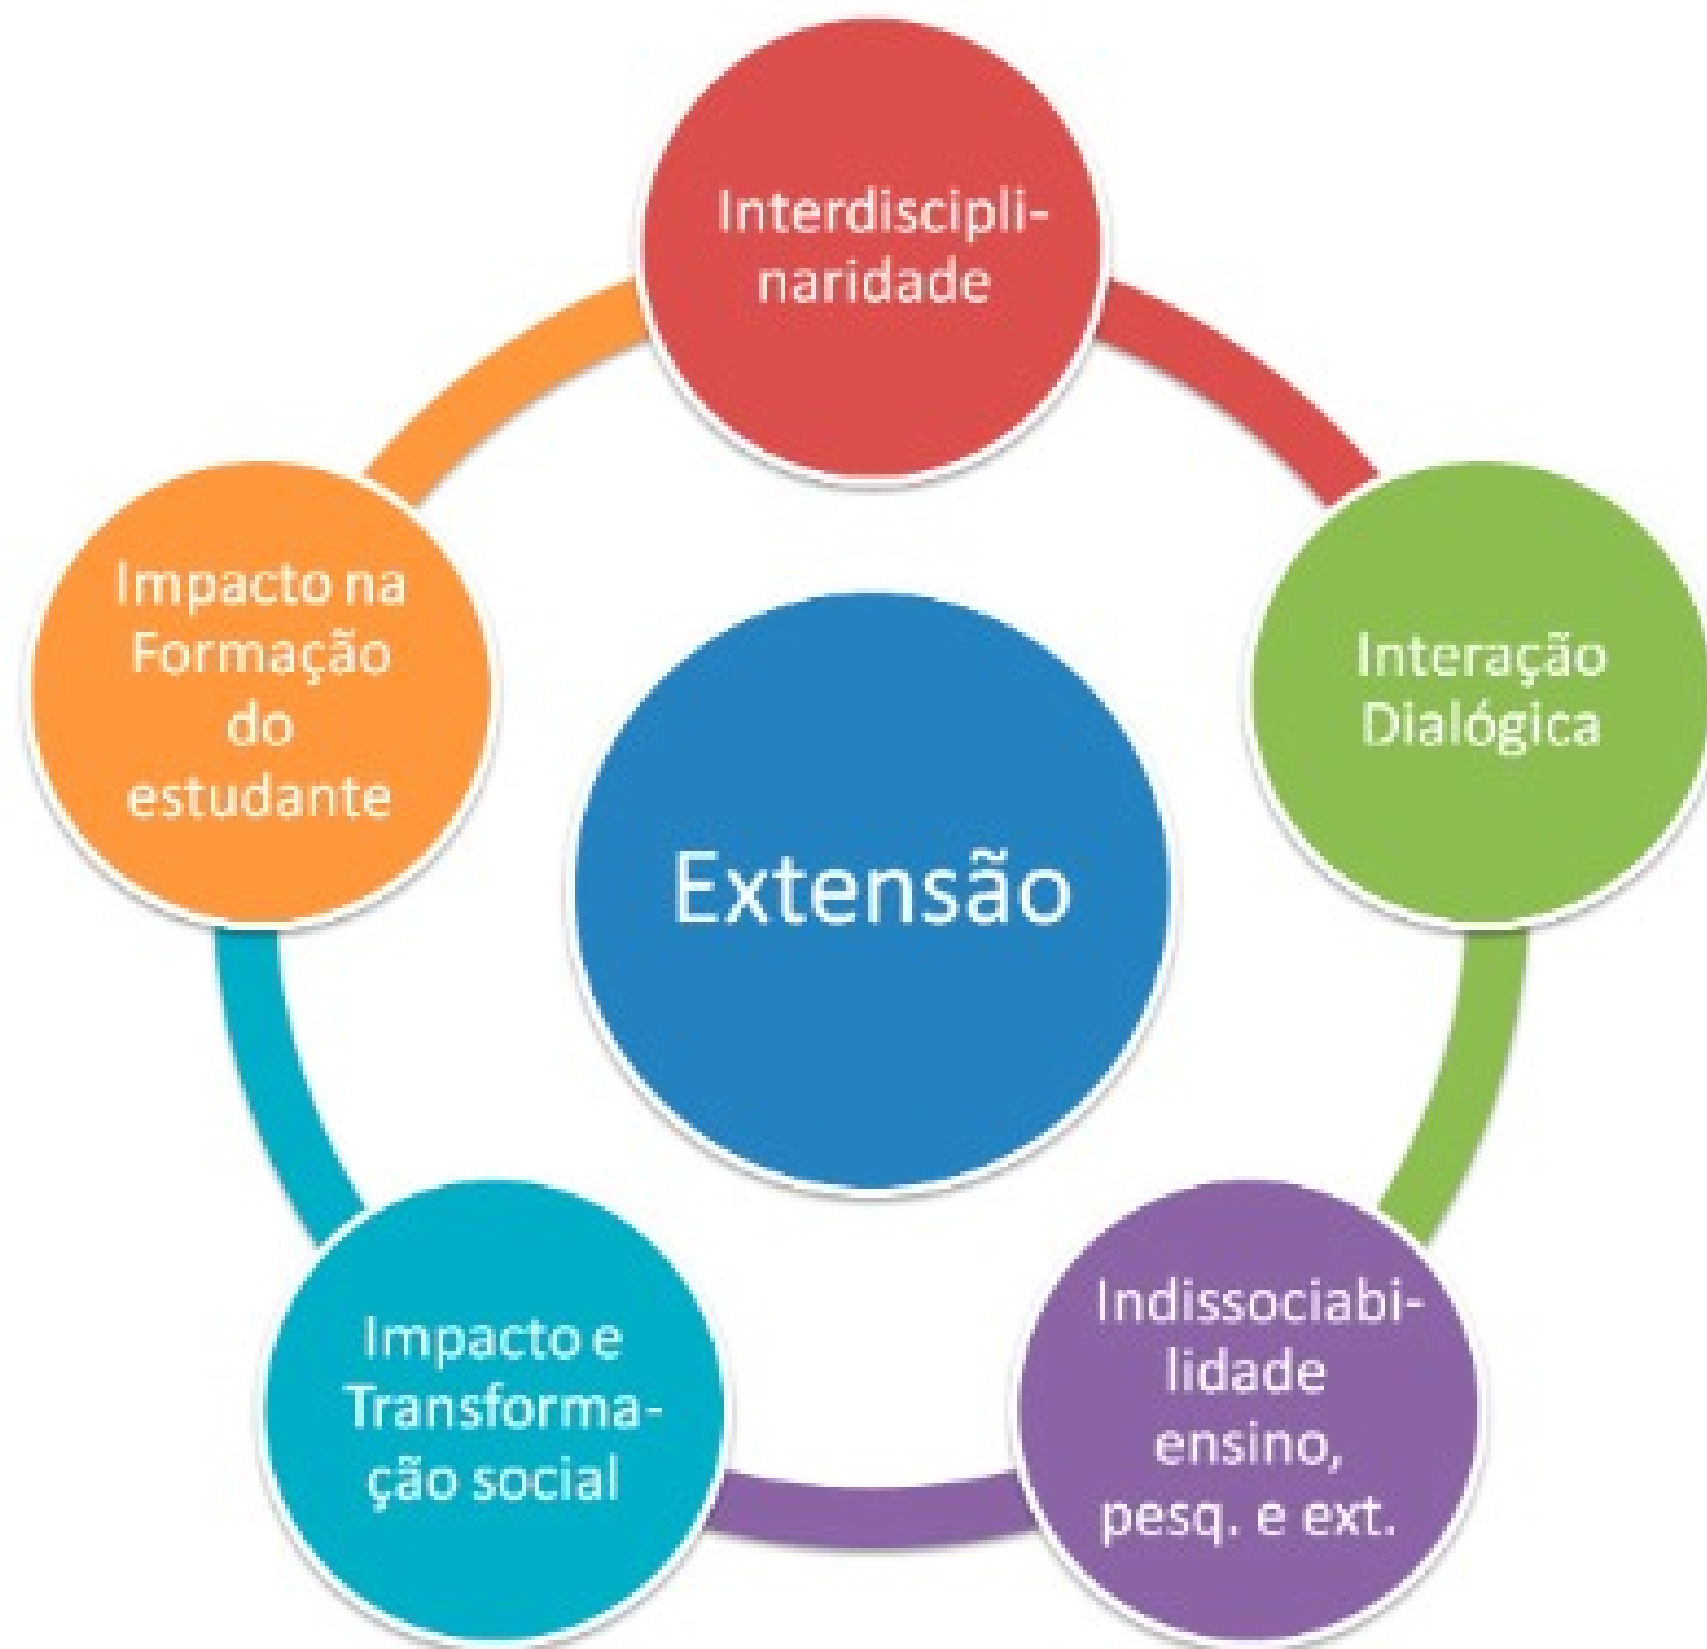 Interdiscipli-
naridade
Impacto na
Formação
do
estudante
Interação
Dialógica
Extensão
Impacto e
Transforma-
ção social
Indissociabi-
lidade
ensino,
pesq. e ext.